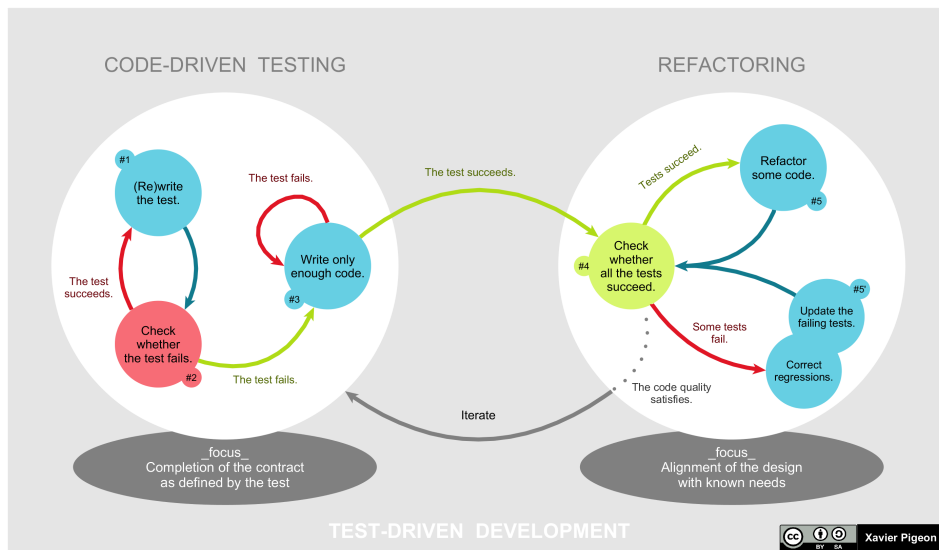 CODE-DRIVEN TESTING
REFACTORING
#1
(Re)write
the test.
The test
succeeds.
Check
whether
the test fails.
#2
The test fails.
The test fails.
Write only
enough code.
#3
The test succeeds.
Tests succeed.
Refactor
some code.
#5
#4
Check
whether
all the tests
succeed.
#5'
Update the
failing tests.
Some tests
fail.
Correct
regressions.
The code quality
satisfies.
Iterate
_focus_
Completion of the contract
as defined by the test
_focus_
Alignment of the design
with known needs
TEST-DRIVEN DEVELOPMENT
cc
BY SA
Xavier Pigeon